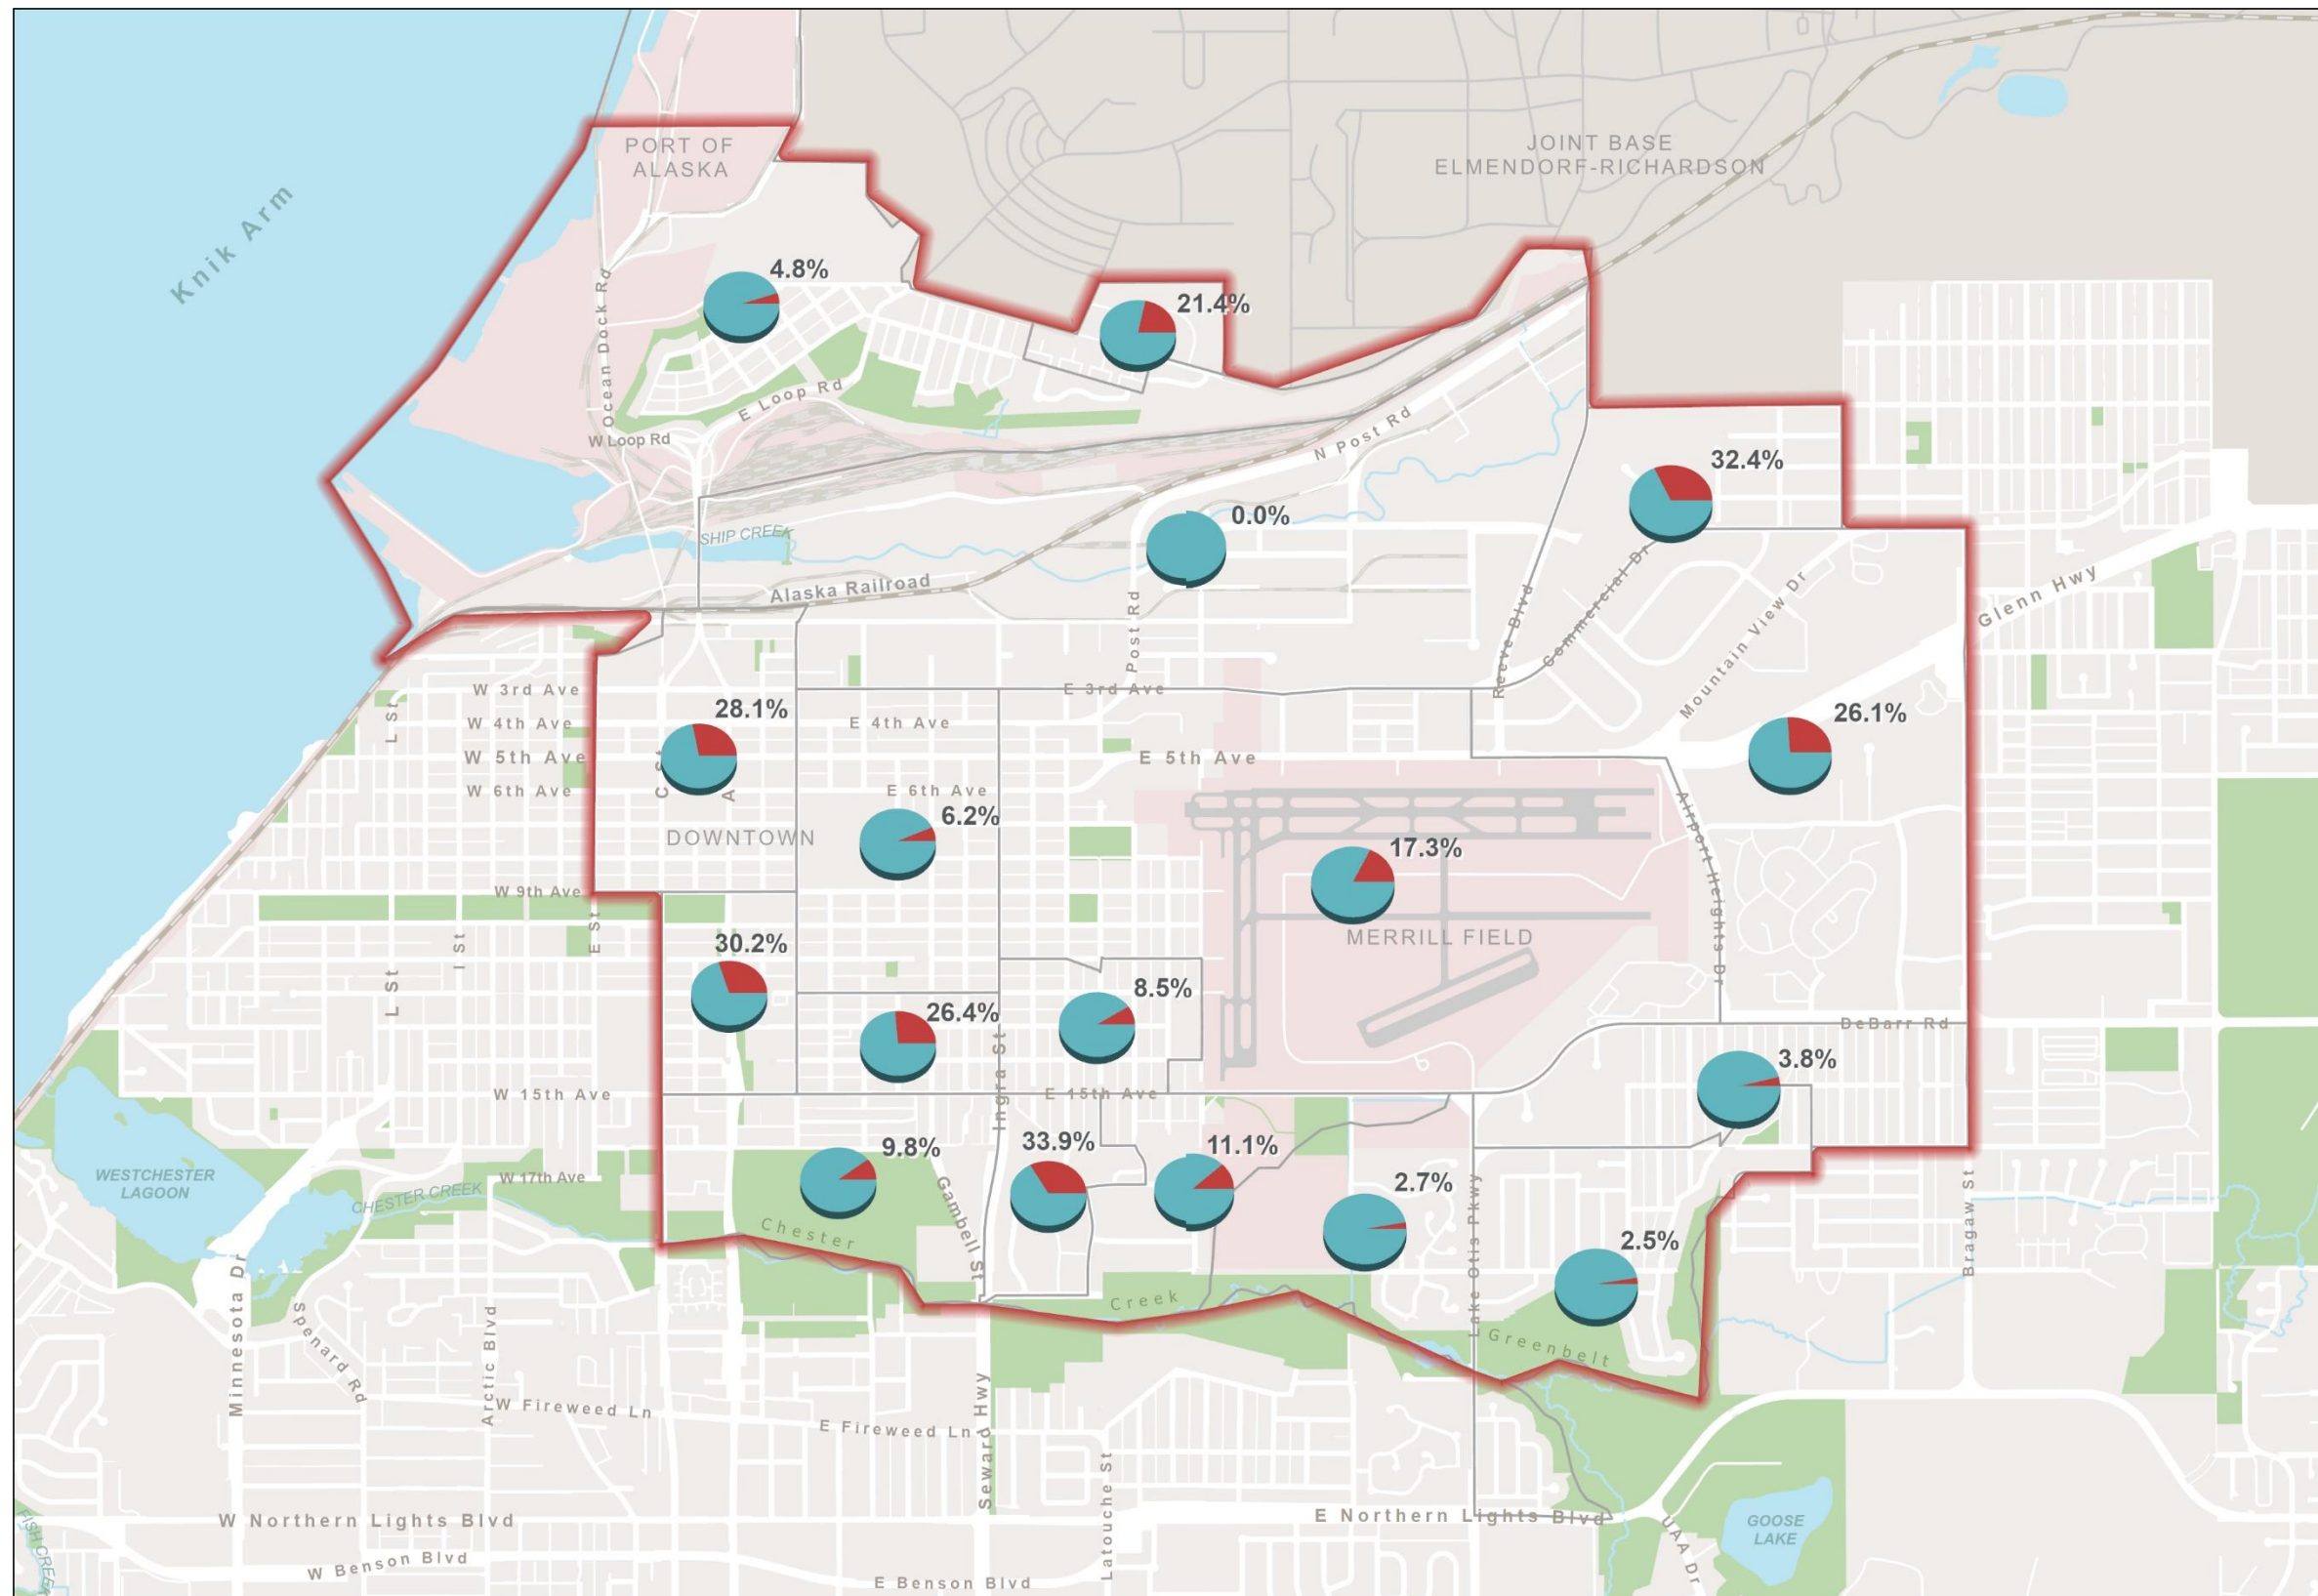 PORT OF
ALASKA
JOINT BASE
ELMENDORF-RICHARDSON
Knik Arm
4.8%
21.4%
Ocean Dock Rd
E Loop Rd
W Loop Rd
N Post Rd
32.4%
0.0%
SHIP CREEK
Alaska Railroad
Post Rd
Reeve Blvd
Commercial Dr
Mountain View Dr
Glenn Hwy
W 3rd Ave
E 3rd Ave
L St
W 4th Ave
28.1%
E 4th Ave
26.1%
W 5th Ave
C St
E 5th Ave
W 6th Ave
A
E 6th Ave
6.2%
Airport Heights Dr
DOWNTOWN
17.3%
W 9th Ave
E St
I St
L St
30.2%
MERRILL FIELD
8.5%
26.4%
Ingra St
DeBarr Rd
3.8%
W 15th Ave
E 15th Ave
9.8%
33.9%
11.1%
2.7%
WESTCHESTER
LAGOON
W 17th Ave
CHESTER CREEK
Gambell St
Lake Otis Pkwy
Bragaw St
Chester
2.5%
Creek
Greenbelt
Minnesota Dr
Spenard Rd
Arctic Blvd
W Fireweed Ln
E Fireweed Ln
Seward Hwy
Latouche St
W Northern Lights Blvd
E Northern Lights Blvd
UAA Dr
GOOSE
LAKE
FISH CREEK
W Benson Blvd
E Benson Blvd